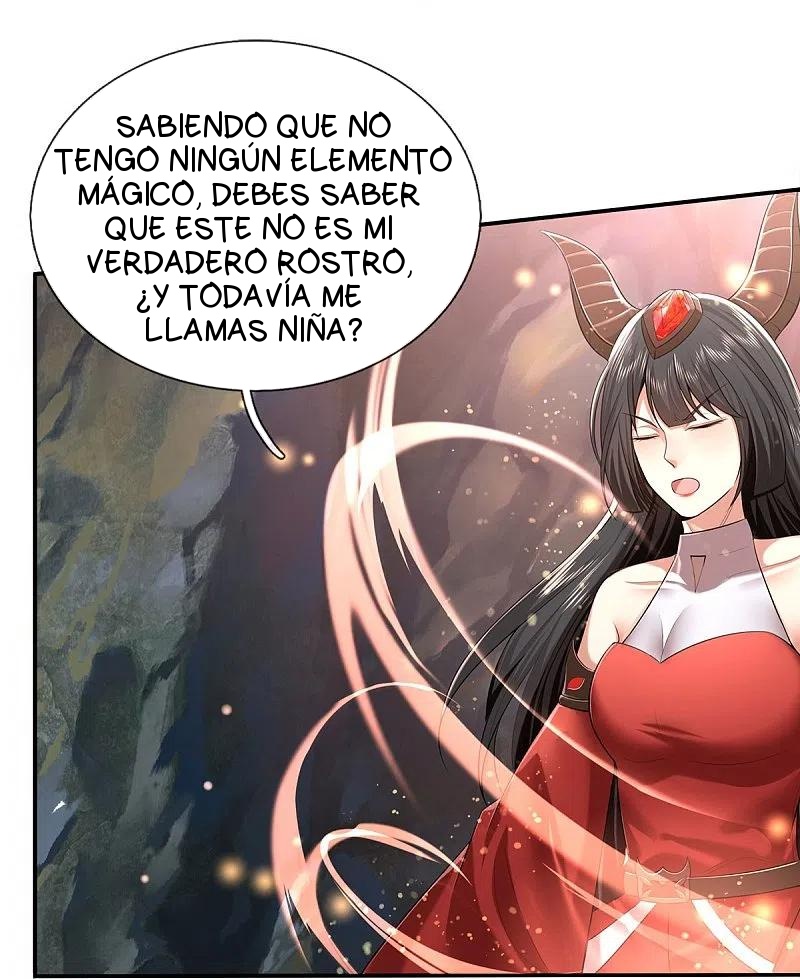 SABIENDO QUE NO
TENGO NINGÚN ELEMENTO
MÁGICO, DEBES SABER
QUE ESTE NO ES MI
VERDADERO ROSTRO,
¿Y TODAVÍA ME
LLAMAS NIÑA?